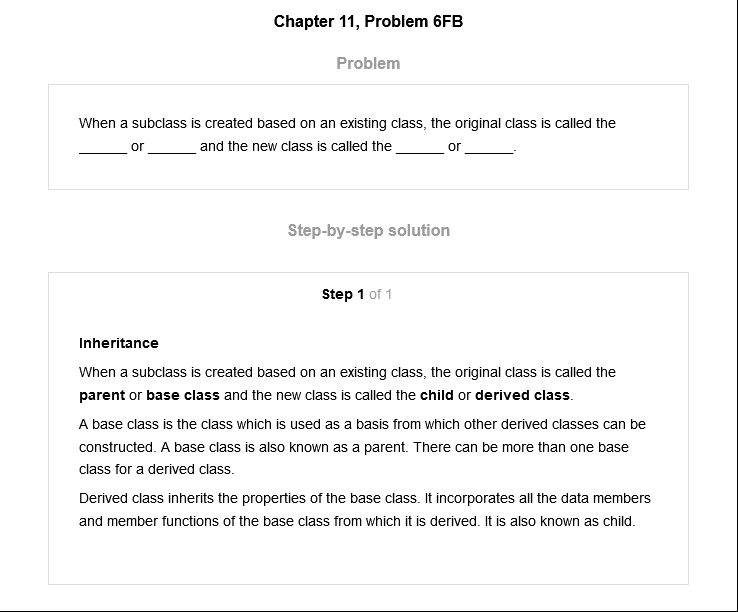 Chapter 11, Problem 6FB
Problem
When a subclass is created based on an existing class, the original class is called the
______ or ______ and the new class is called the ______ or ______.
Step-by-step solution
Step 1 of 1
Inheritance
When a subclass is created based on an existing class, the original class is called the
parent or base class and the new class is called the child or derived class.
A base class is the class which is used as a basis from which other derived classes can be
constructed. A base class is also known as a parent. There can be more than one base
class for a derived class.
Derived class inherits the properties of the base class. It incorporates all the data members
and member functions of the base class from which it is derived. It is also known as child.